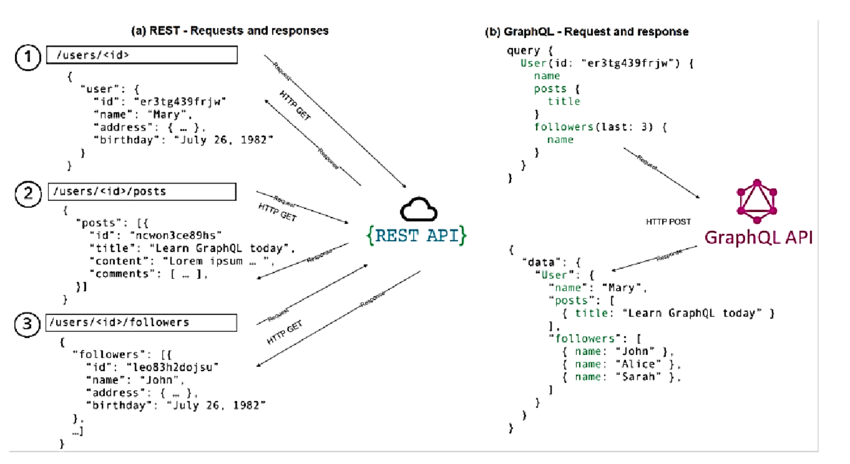 (a) REST - Requests and responses
1
/users/<id>
{
"user": {
"id": "er3tg439frjw"
"name": "Mary",
"address": { … },
"birthday": "July 26, 1982"
}
}
Request
HTTP GET
Response
2
/users/<id>/posts
{
"posts": [{
"id": "ncwon3ce89hs"
"title": "Learn GraphQL today",
"content": "Lorem ipsum … ",
"comments": [ … ],
}]
}
Request
HTTP GET
Response
3
/users/<id>/followers
{
"followers": [{
"id": "leo83h2dojsu"
"name": "John",
"address": { … },
"birthday": "July 26, 1982"
},
…]
}
Request
HTTP GET
Response
{REST API}
(b) GraphQL - Request and response
query {
User(id: "er3tg439frjw") {
name
posts {
title
}
followers(last: 3) {
name
}
}
}
Request
HTTP POST
GraphQL API
Response
{
"data": {
"User": {
"name": "Mary",
"posts": [
{ title: "Learn GraphQL today" }
],
"followers": [
{ name: "John" },
{ name: "Alice" },
{ name: "Sarah" },
]
}
}
}